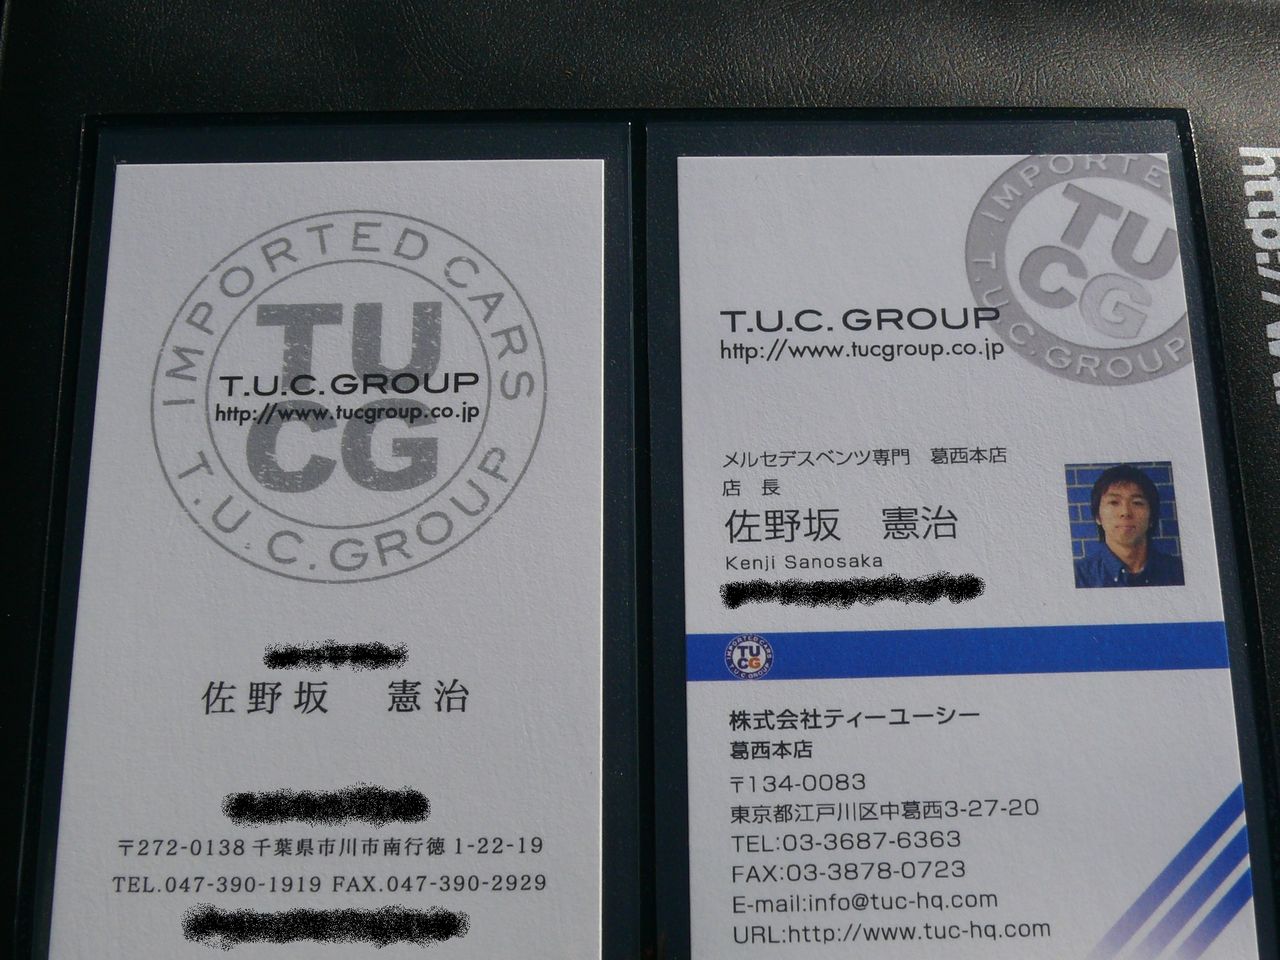 IMPORTED CARS
TU
CG
T.U.C.GROUP
T.U.C.GROUP
http://www.tucgroup.co.jp
佐野坂 憲治
〒272-0138 千葉県市川市南行徳1-22-19
TEL.047-390-1919 FAX.047-390-2929
IMPORTED
TU
CG
T.U.C.GROUP
T.U.C.GROUP
http://www.tucgroup.co.jp
メルセデスベンツ専門 葛西本店
店 長
佐野坂 憲治
Kenji Sanosaka
IMPORTED CARS
TU
CG
T.U.C.GROUP
株式会社ティーユーシー
葛西本店
〒134-0083
東京都江戸川区中葛西3-27-20
TEL:03-3687-6363
FAX:03-3878-0723
E-mail:info@tuc-hq.com
URL:http://www.tuc-hq.com
http://w